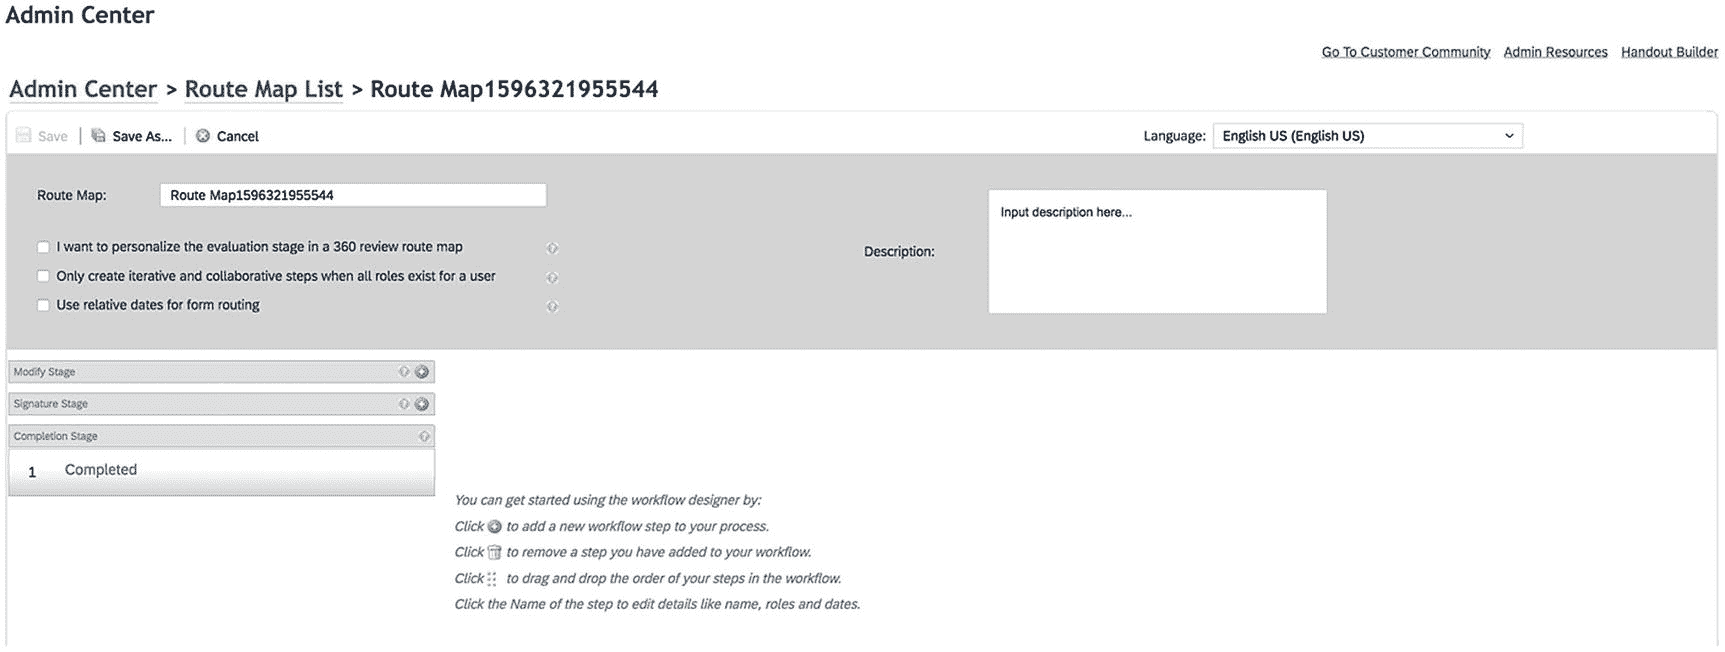 Admin Center
Go To Customer Community Admin Resources Handout Builder
Admin Center > Route Map List > Route Map1596321955544
Save | Save As... | Cancel Language: English US (English US)
Route Map: Route Map1596321955544
Input description here...
I want to personalize the evaluation stage in a 360 review route map
Description:
Only create iterative and collaborative steps when all roles exist for a user
Use relative dates for form routing
Modify Stage
Signature Stage
Completion Stage
1 Completed
You can get started using the workflow designer by:
Click to add a new workflow step to your process.
Click to remove a step you have added to your workflow.
Click to drag and drop the order of your steps in the workflow.
Click the Name of the step to edit details like name, roles and dates.